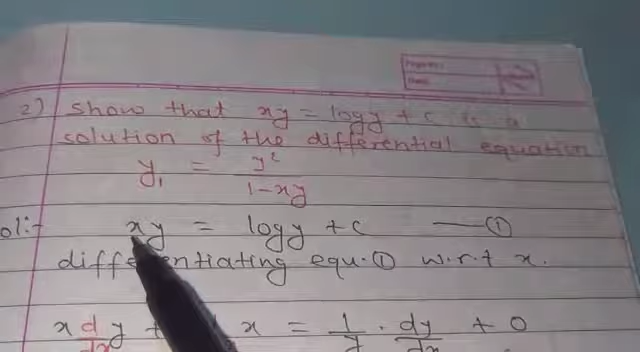 2) Show that xy = logy + c is a
solution of the differential equation
y₁ = y² / 1-xy
Sol:- xy = logy + c —— ①
differentiating equ.① w.r.t x.
x d/dx y + x = 1/y · dy/dx + 0